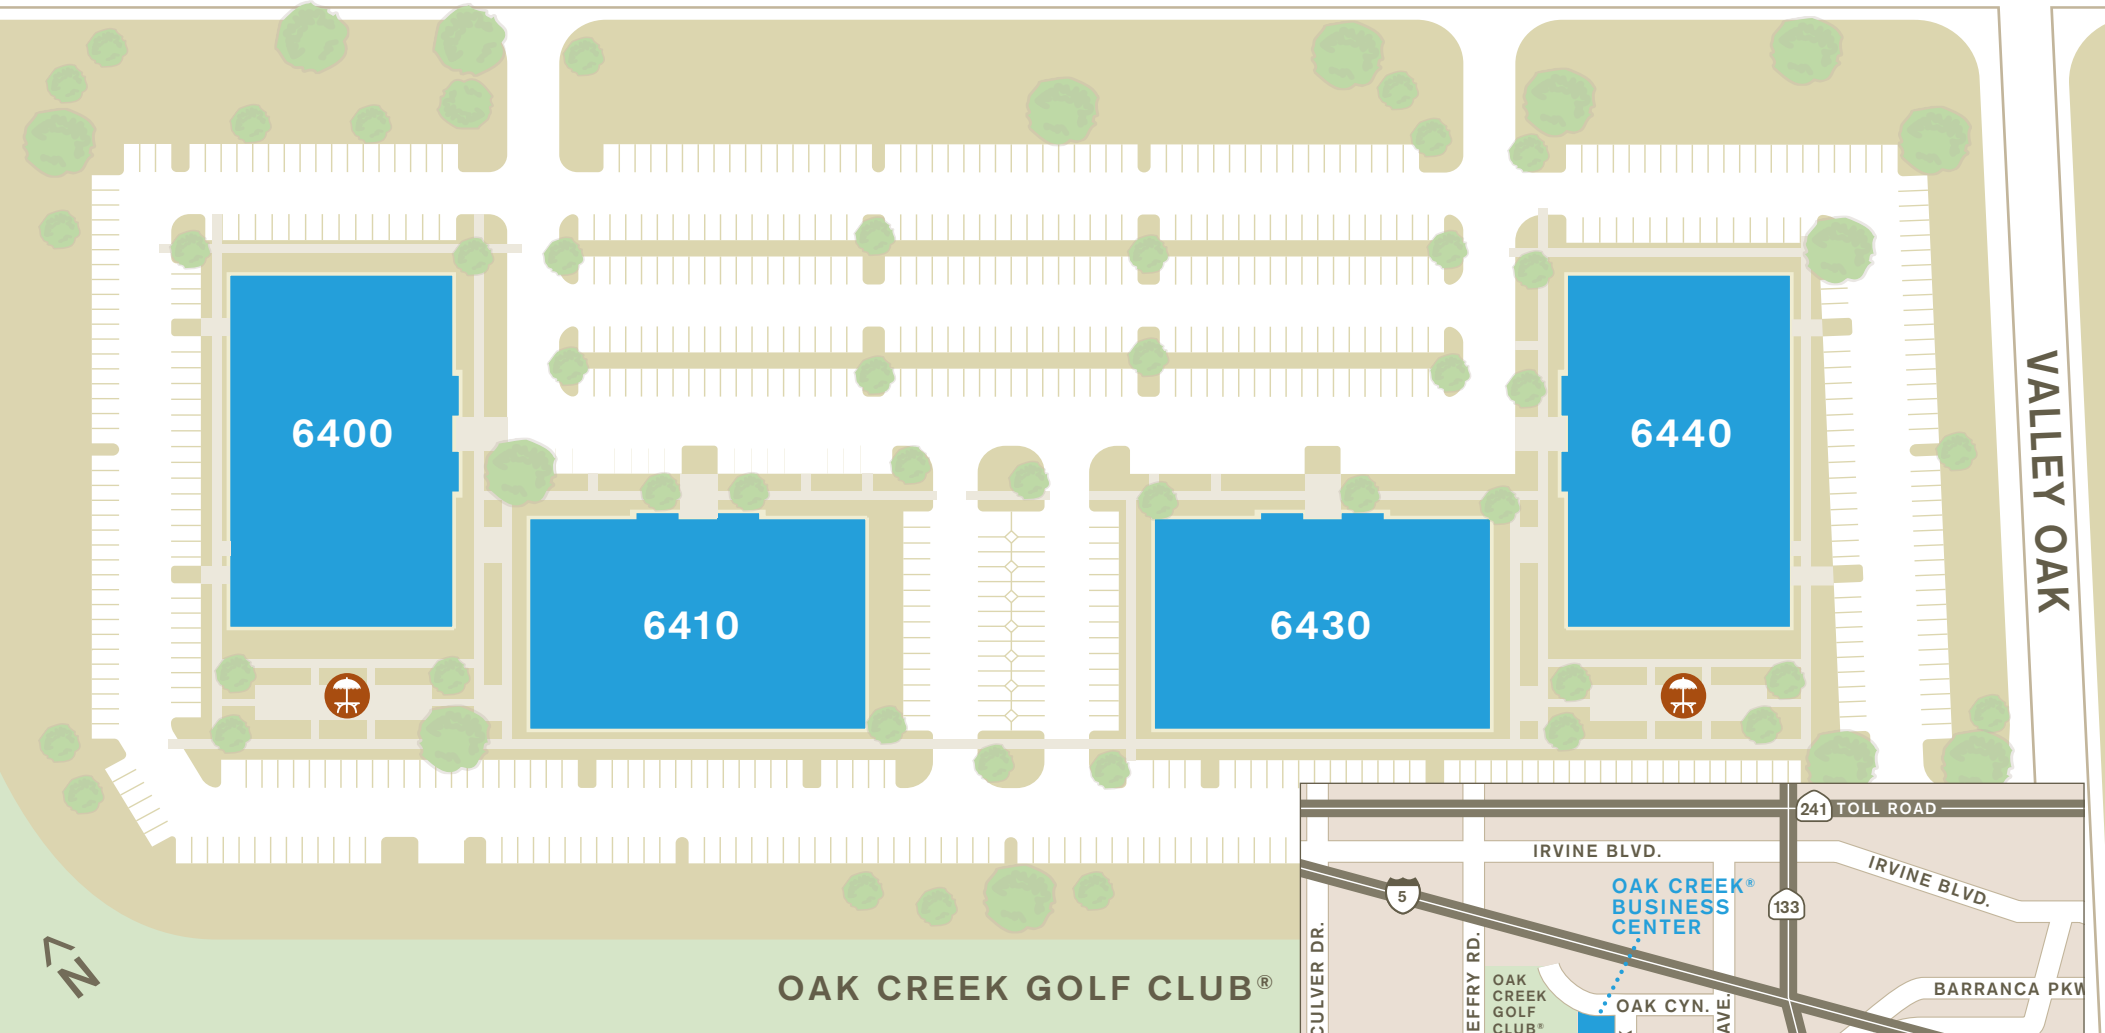 6400
6440
6410
6430
VALLEY OAK
N
OAK CREEK GOLF CLUB®
241
TOLL ROAD
IRVINE BLVD.
IRVINE BLVD.
5
OAK CREEK®
BUSINESS
CENTER
133
CULVER DR.
EFFRY RD.
OAK
CREEK
GOLF
CLUB®
OAK CYN.
AVE.
BARRANCA PKW